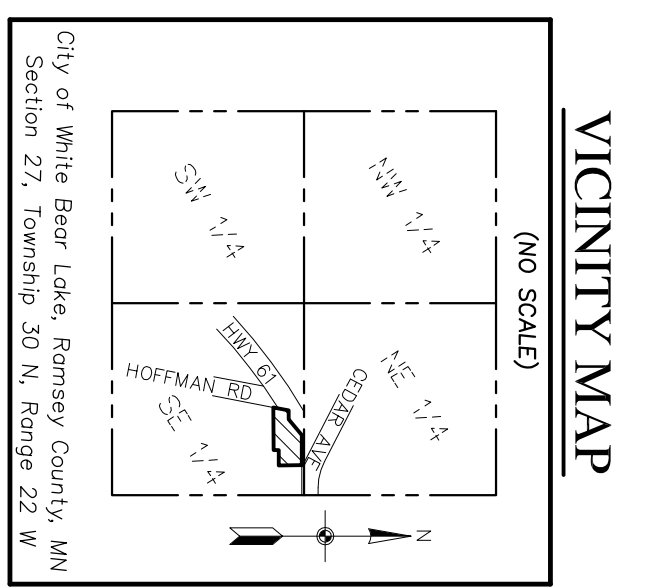 VICINITY MAP
(NO SCALE)
NW 1/4
NE 1/4
SW 1/4
SE 1/4
CEDAR AVE
HWY 61
HOFFMAN RD
N
City of White Bear Lake, Ramsey County, MN
Section 27, Township 30 N, Range 22 W